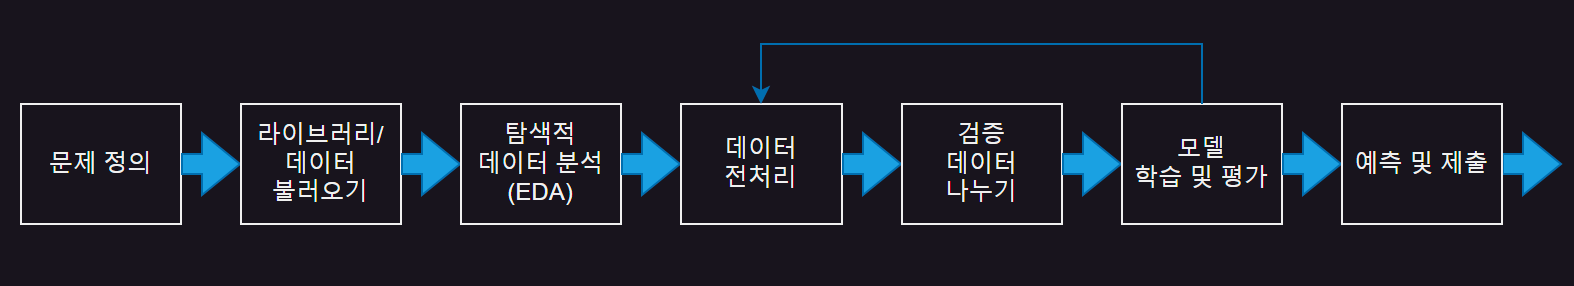 문제 정의
라이브러리/
데이터
불러오기
탐색적
데이터 분석
(EDA)
데이터
전처리
검증
데이터
나누기
모델
학습 및 평가
예측 및 제출